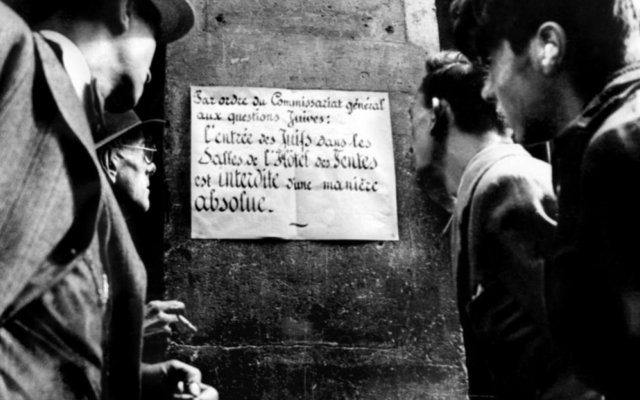 Par ordre du Commissariat général
aux questions Juives:
l'entrée des Juifs dans les
Salles de l'Hôtel des Ventes
est interdite d'une manière
absolue.